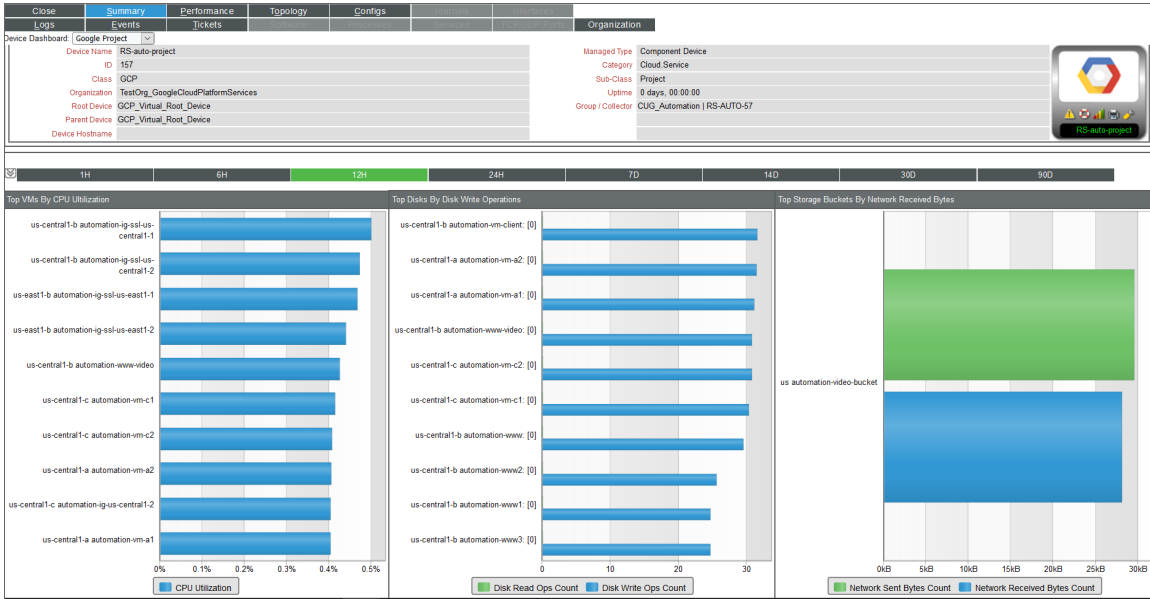 Close Summary Performance Topology Configs Journals Interfaces
Logs Events Tickets Software Processes Services TCP/UDP Ports Organization
Device Dashboard: Google Project
Device Name RS-auto-project
ID 157
Class GCP
Organization TestOrg_GoogleCloudPlatformServices
Root Device GCP_Virtual_Root_Device
Parent Device GCP_Virtual_Root_Device
Device Hostname
Managed Type Component Device
Category Cloud.Service
Sub-Class Project
Uptime 0 days, 00:00:00
Group / Collector CUG_Automation | RS-AUTO-57
RS-auto-project
1H 6H 12H 24H 7D 14D 30D 90D
Top VMs By CPU Ultilization
us-central1-b automation-ig-ssl-us-
central1-1
us-central1-b automation-ig-ssl-us-
central1-2
us-east1-b automation-ig-ssl-us-east1-1
us-east1-b automation-ig-ssl-us-east1-2
us-central1-b automation-www-video
us-central1-c automation-vm-c1
us-central1-c automation-vm-c2
us-central1-a automation-vm-a2
us-central1-c automation-ig-us-central1-2
us-central1-a automation-vm-a1
0% 0.1% 0.2% 0.3% 0.4% 0.5%
CPU Utilization
Top Disks By Disk Write Operations
us-central1-b automation-vm-client: [0]
us-central1-a automation-vm-a2: [0]
us-central1-a automation-vm-a1: [0]
us-central1-b automation-www-video: [0]
us-central1-c automation-vm-c2: [0]
us-central1-c automation-vm-c1: [0]
us-central1-b automation-www: [0]
us-central1-b automation-www2: [0]
us-central1-b automation-www1: [0]
us-central1-b automation-www3: [0]
0 10 20 30
Disk Read Ops Count Disk Write Ops Count
Top Storage Buckets By Network Received Bytes
us automation-video-bucket
0kB 5kB 10kB 15kB 20kB 25kB 30kB
Network Sent Bytes Count Network Received Bytes Count